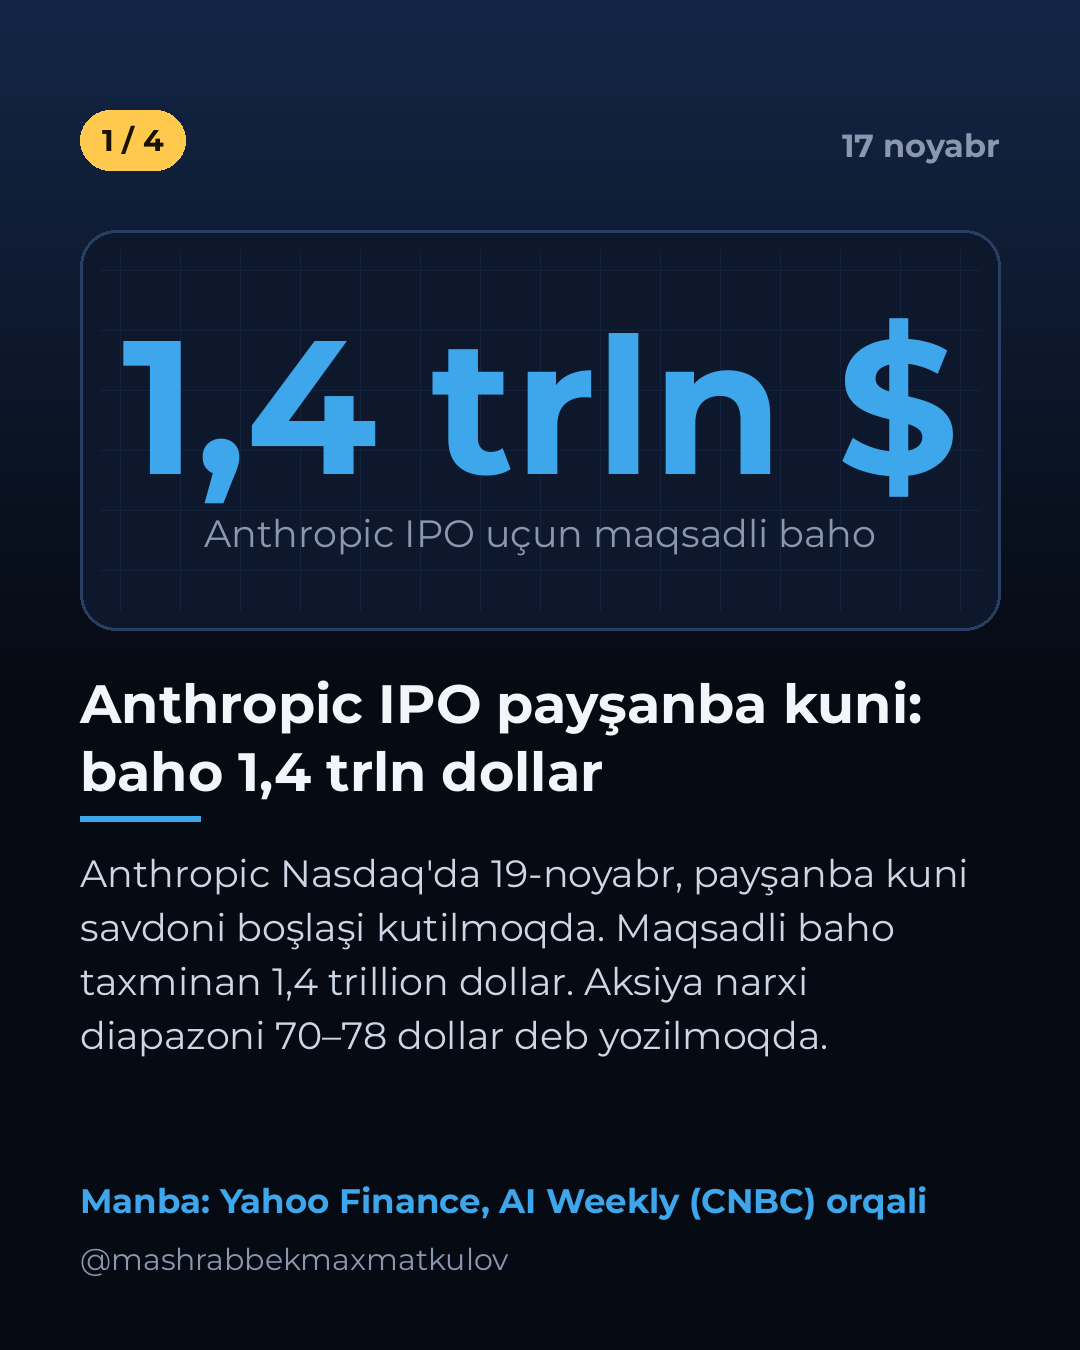 1 / 4
17 noyabr
1,4 trln $
Anthropic IPO uçun maqsadli baho
Anthropic IPO payşanba kuni:
baho 1,4 trln dollar
Anthropic Nasdaq'da 19-noyabr, payşanba kuni
savdoni boşlaşi kutilmoqda. Maqsadli baho
taxminan 1,4 trillion dollar. Aksiya narxi
diapazoni 70–78 dollar deb yozilmoqda.
Manba: Yahoo Finance, AI Weekly (CNBC) orqali
@mashrabbekmaxmatkulov